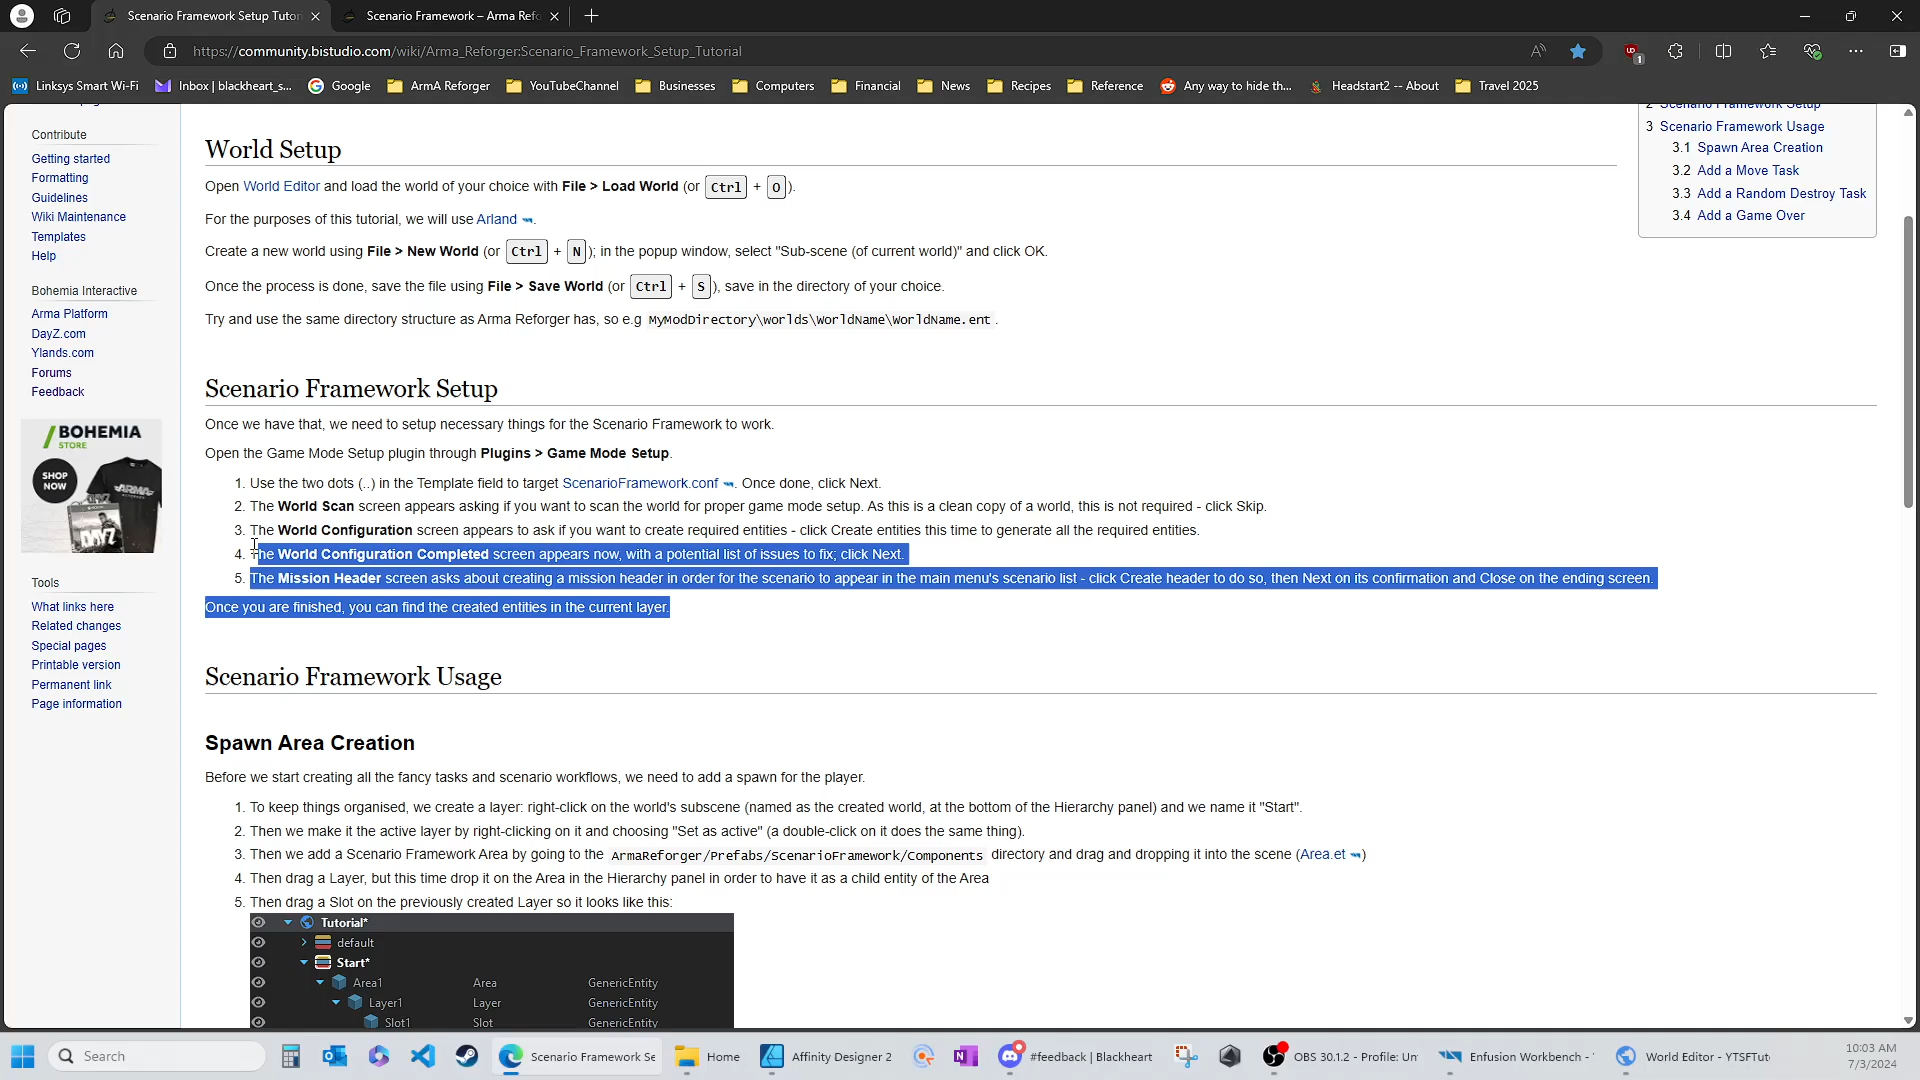 Scenario Framework Setup Tutori
Scenario Framework – Arma Refo
https://community.bistudio.com/wiki/Arma_Reforger:Scenario_Framework_Setup_Tutorial
1
Linksys Smart Wi-Fi
Inbox | blackheart_s...
Google
ArmA Reforger
YouTubeChannel
Businesses
Computers
Financial
News
Recipes
Reference
Any way to hide th...
Headstart2 -- About
Travel 2025
Contribute
Getting started
Formatting
Guidelines
Wiki Maintenance
Templates
Help
Bohemia Interactive
Arma Platform
DayZ.com
Ylands.com
Forums
Feedback
BOHEMIA
STORE
SHOP
NOW
Tools
What links here
Related changes
Special pages
Printable version
Permanent link
Page information
2 Scenario Framework Setup
3 Scenario Framework Usage
3.1 Spawn Area Creation
3.2 Add a Move Task
3.3 Add a Random Destroy Task
3.4 Add a Game Over
World Setup
Open World Editor and load the world of your choice with File > Load World (or Ctrl + O ).
For the purposes of this tutorial, we will use Arland .
Create a new world using File > New World (or Ctrl + N ); in the popup window, select "Sub-scene (of current world)" and click OK.
Once the process is done, save the file using File > Save World (or Ctrl + S ), save in the directory of your choice.
Try and use the same directory structure as Arma Reforger has, so e.g MyModDirectory\worlds\WorldName\WorldName.ent .
Scenario Framework Setup
Once we have that, we need to setup necessary things for the Scenario Framework to work.
Open the Game Mode Setup plugin through Plugins > Game Mode Setup.
1. Use the two dots (..) in the Template field to target ScenarioFramework.conf . Once done, click Next.
2. The World Scan screen appears asking if you want to scan the world for proper game mode setup. As this is a clean copy of a world, this is not required - click Skip.
3. The World Configuration screen appears to ask if you want to create required entities - click Create entities this time to generate all the required entities.
4. The World Configuration Completed screen appears now, with a potential list of issues to fix; click Next.
5. The Mission Header screen asks about creating a mission header in order for the scenario to appear in the main menu's scenario list - click Create header to do so, then Next on its confirmation and Close on the ending screen.
Once you are finished, you can find the created entities in the current layer.
Scenario Framework Usage
Spawn Area Creation
Before we start creating all the fancy tasks and scenario workflows, we need to add a spawn for the player.
1. To keep things organised, we create a layer: right-click on the world's subscene (named as the created world, at the bottom of the Hierarchy panel) and we name it "Start".
2. Then we make it the active layer by right-clicking on it and choosing "Set as active" (a double-click on it does the same thing).
3. Then we add a Scenario Framework Area by going to the ArmaReforger/Prefabs/ScenarioFramework/Components directory and drag and dropping it into the scene (Area.et )
4. Then drag a Layer, but this time drop it on the Area in the Hierarchy panel in order to have it as a child entity of the Area
5. Then drag a Slot on the previously created Layer so it looks like this:
Tutorial*
default
Start*
Area1 Area GenericEntity
Layer1 Layer GenericEntity
Slot1 Slot GenericEntity
Search
Scenario Framework Se
Home
Affinity Designer 2
#feedback | Blackheart
OBS 30.1.2 - Profile: Un
Enfusion Workbench -
World Editor - YTSFTut
10:03 AM
7/3/2024